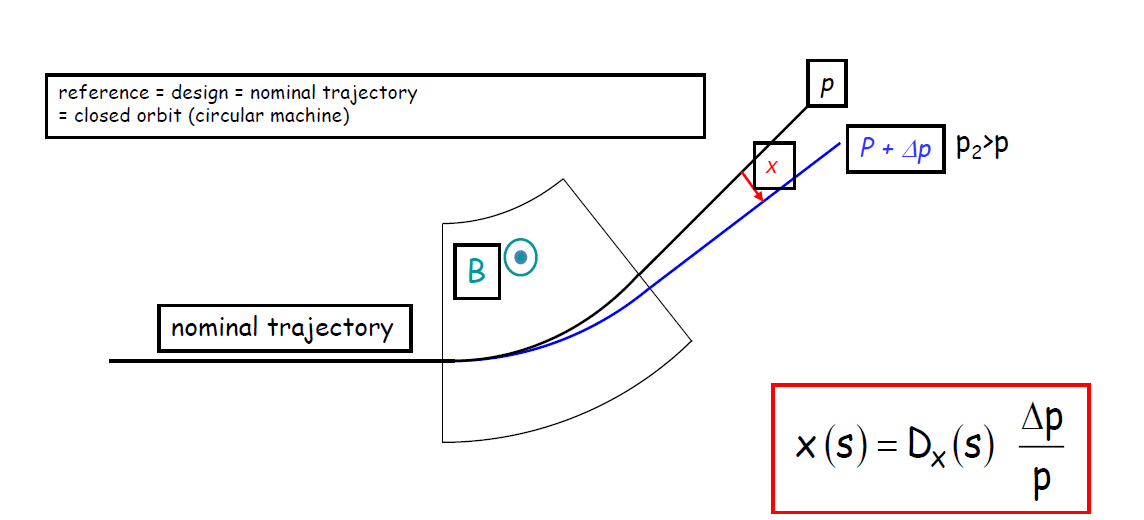 reference = design = nominal trajectory
= closed orbit (circular machine)
p
P + Δp
p₂>p
x
B
nominal trajectory
x(s) = Dₓ(s) Δp/p